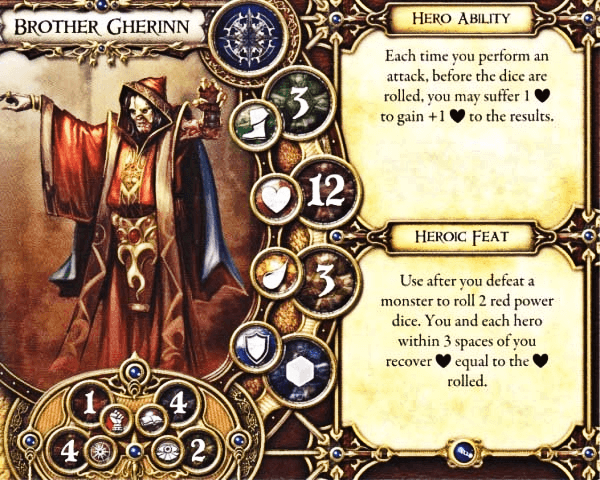 BROTHER GHERINN
3
12
3
1
4
4
2
HERO ABILITY
Each time you perform an
attack, before the dice are
rolled, you may suffer 1 ♥
to gain +1 ♥ to the results.
HEROIC FEAT
Use after you defeat a
monster to roll 2 red power
dice. You and each hero
within 3 spaces of you
recover ♥ equal to the ♥
rolled.